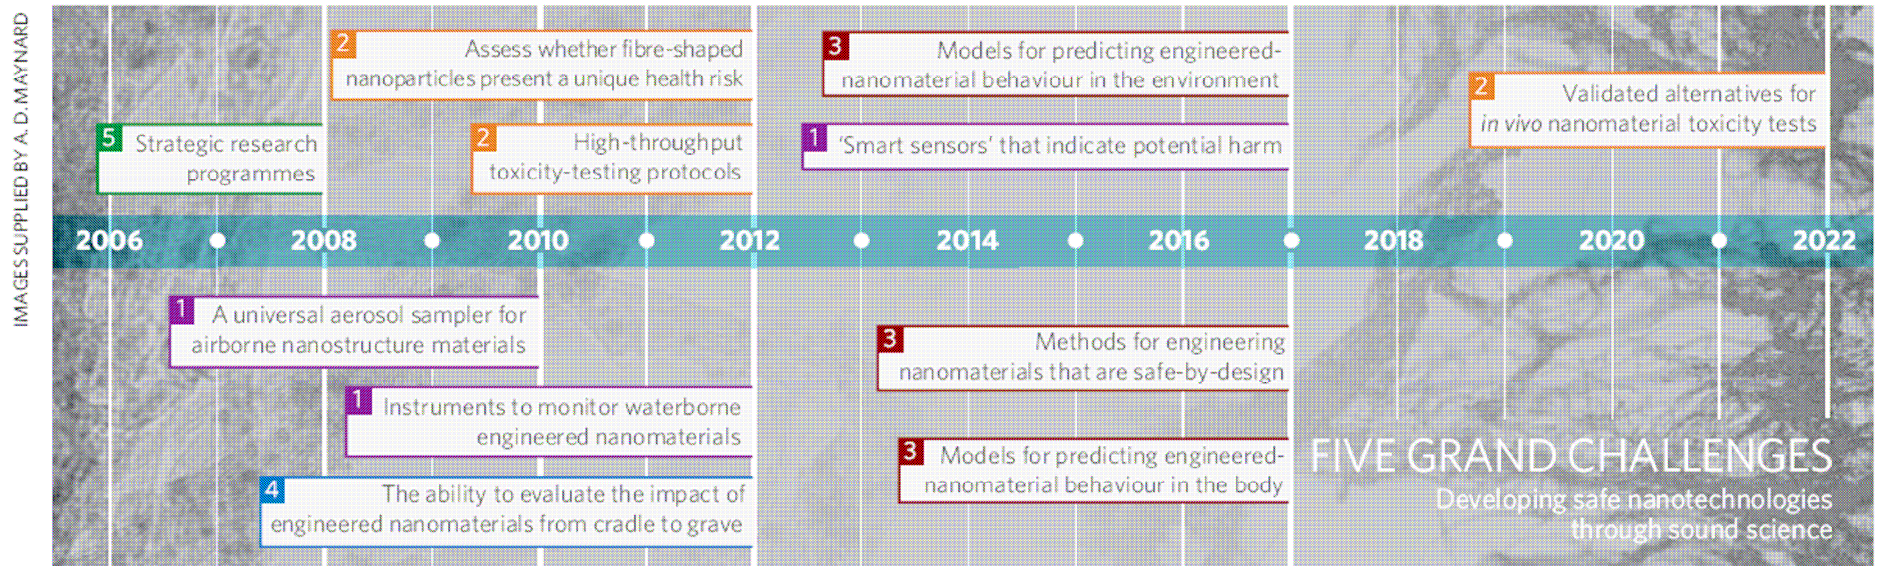 IMAGES SUPPLIED BY A. D. MAYNARD
2 Assess whether fibre-shaped
nanoparticles present a unique health risk
3 Models for predicting engineered-
nanomaterial behaviour in the environment
2 Validated alternatives for
in vivo nanomaterial toxicity tests
5 Strategic research
programmes
2 High-throughput
toxicity-testing protocols
1 'Smart sensors' that indicate potential harm
2006 2008 2010 2012 2014 2016 2018 2020 2022
1 A universal aerosol sampler for
airborne nanostructure materials
3 Methods for engineering
nanomaterials that are safe-by-design
1 Instruments to monitor waterborne
engineered nanomaterials
3 Models for predicting engineered-
nanomaterial behaviour in the body
4 The ability to evaluate the impact of
engineered nanomaterials from cradle to grave
FIVE GRAND CHALLENGES
Developing safe nanotechnologies
through sound science